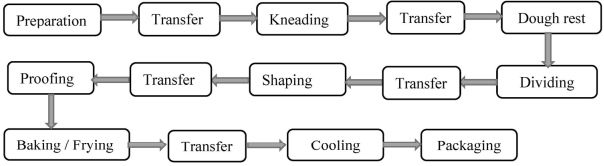 Preparation Transfer Kneading Transfer Dough rest
Proofing Transfer Shaping Transfer Dividing
Baking / Frying Transfer Cooling Packaging